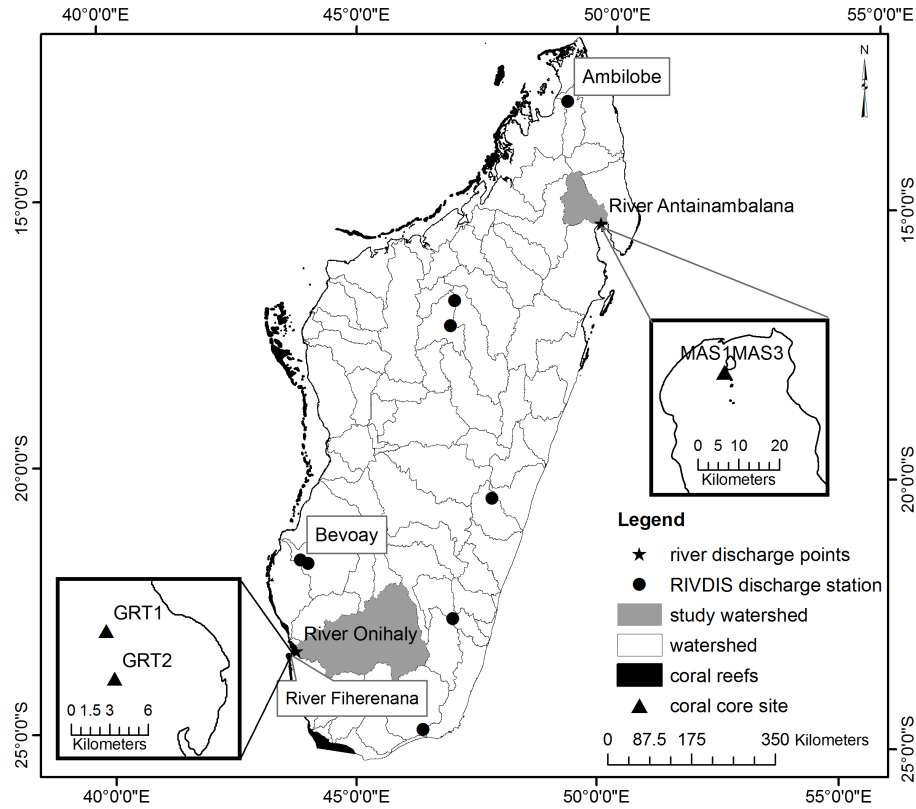 40°0'0"E 45°0'0"E 50°0'0"E 55°0'0"E
N
Ambilobe
15°0'0"S
15°0'0"S
River Antainambalana
MAS1MAS3
0 5 10 20
Kilometers
20°0'0"S
20°0'0"S
Bevoay
Legend
river discharge points
RIVDIS discharge station
study watershed
watershed
coral reefs
coral core site
0 87.5 175 350 Kilometers
GRT1
GRT2
0 1.5 3 6
Kilometers
River Onihaly
River Fiherenana
25°0'0"S
25°0'0"S
40°0'0"E 45°0'0"E 50°0'0"E 55°0'0"E